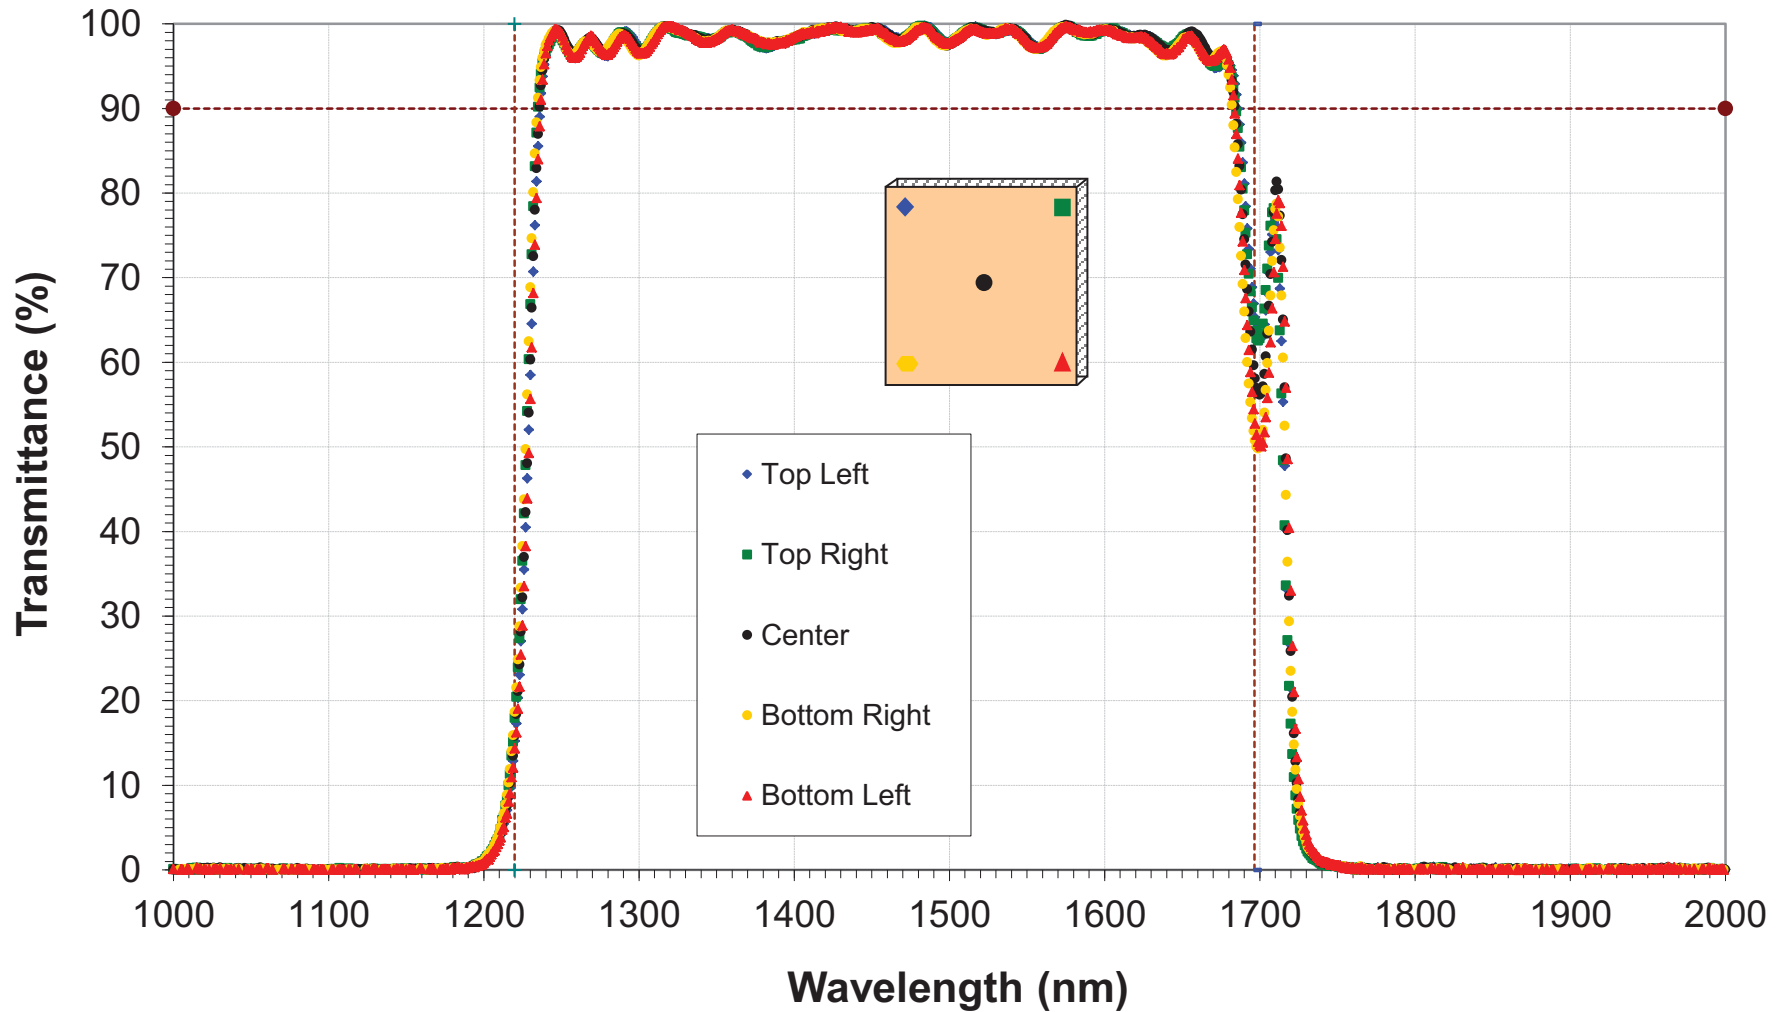 Transmittance (%)
100
90
80
70
60
50
40
30
20
10
0
Top Left
Top Right
Center
Bottom Right
Bottom Left
1000 1100 1200 1300 1400 1500 1600 1700 1800 1900 2000
Wavelength (nm)